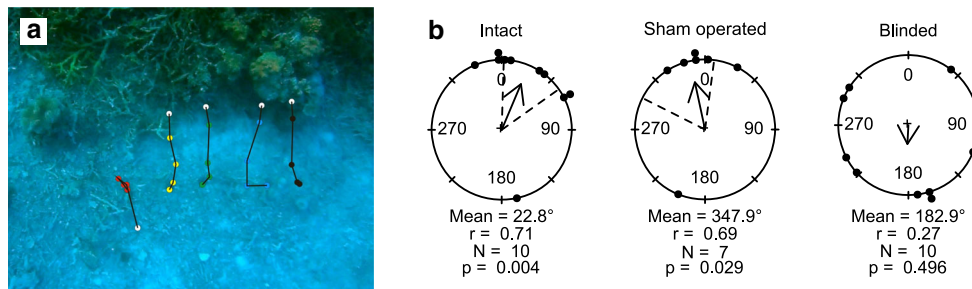 a
b
Intact
Sham operated
Blinded
0
90
180
270
0
90
180
270
0
90
180
270
Mean = 22.8°
r = 0.71
N = 10
p = 0.004
Mean = 347.9°
r = 0.69
N = 7
p = 0.029
Mean = 182.9°
r = 0.27
N = 10
p = 0.496